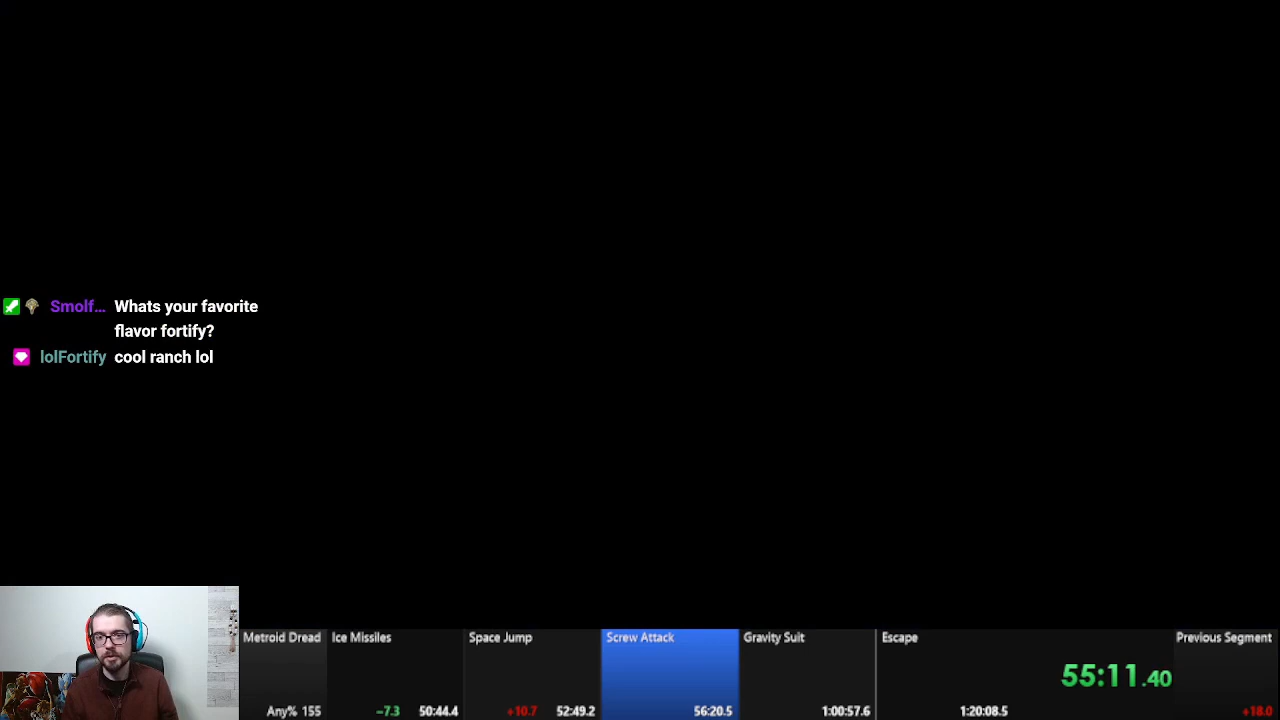 Smolf... Whats your favorite
flavor fortify?
lolFortify cool ranch lol
Metroid Dread Ice Missiles Space Jump Screw Attack Gravity Suit Escape Previous Segment
55:11.40
Any% 155 -7.3 50:44.4 +10.7 52:49.2 56:20.5 1:00:57.6 1:20:08.5 +18.0